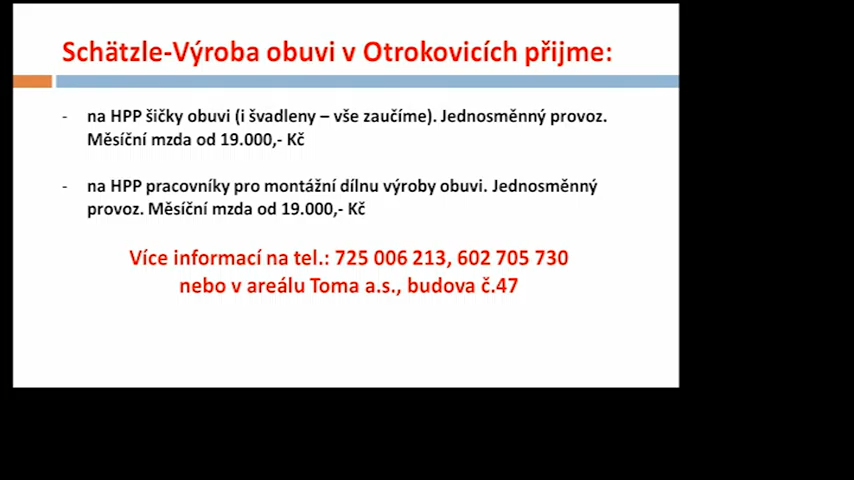 Schätzle-Výroba obuvi v Otrokovicích přijme:
- na HPP šičky obuvi (i švadleny – vše zaučíme). Jednosměnný provoz.
Měsíční mzda od 19.000,- Kč
- na HPP pracovníky pro montážní dílnu výroby obuvi. Jednosměnný
provoz. Měsíční mzda od 19.000,- Kč
Více informací na tel.: 725 006 213, 602 705 730
nebo v areálu Toma a.s., budova č.47